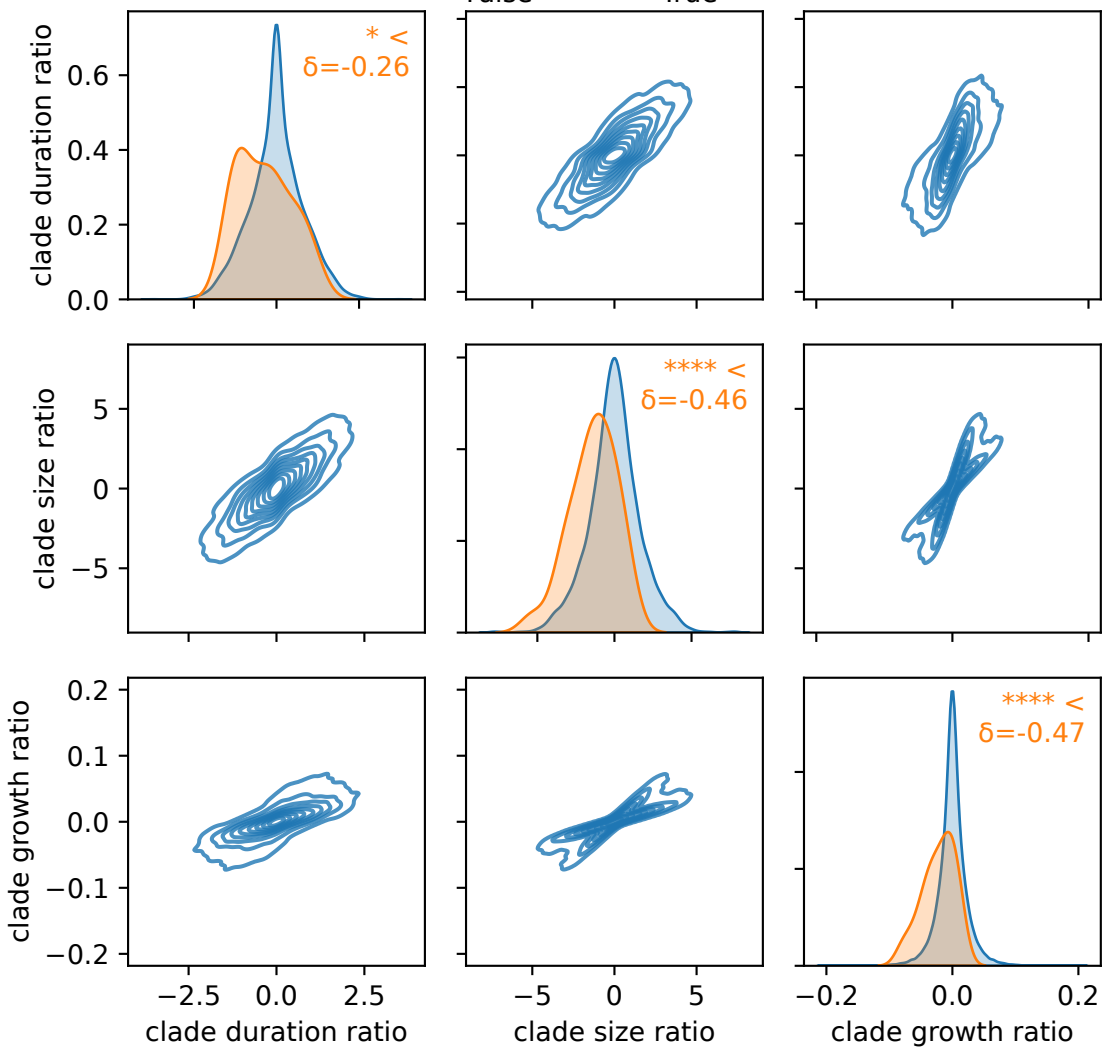 True
clade duration ratio
0.6
0.4
0.2
0.0
* <
δ=-0.26
clade size ratio
5
0
−5
**** <
δ=-0.46
clade growth ratio
0.2
0.1
0.0
−0.1
−0.2
**** <
δ=-0.47
−2.5 0.0 2.5
−5 0 5
−0.2 0.0 0.2
clade duration ratio
clade size ratio
clade growth ratio